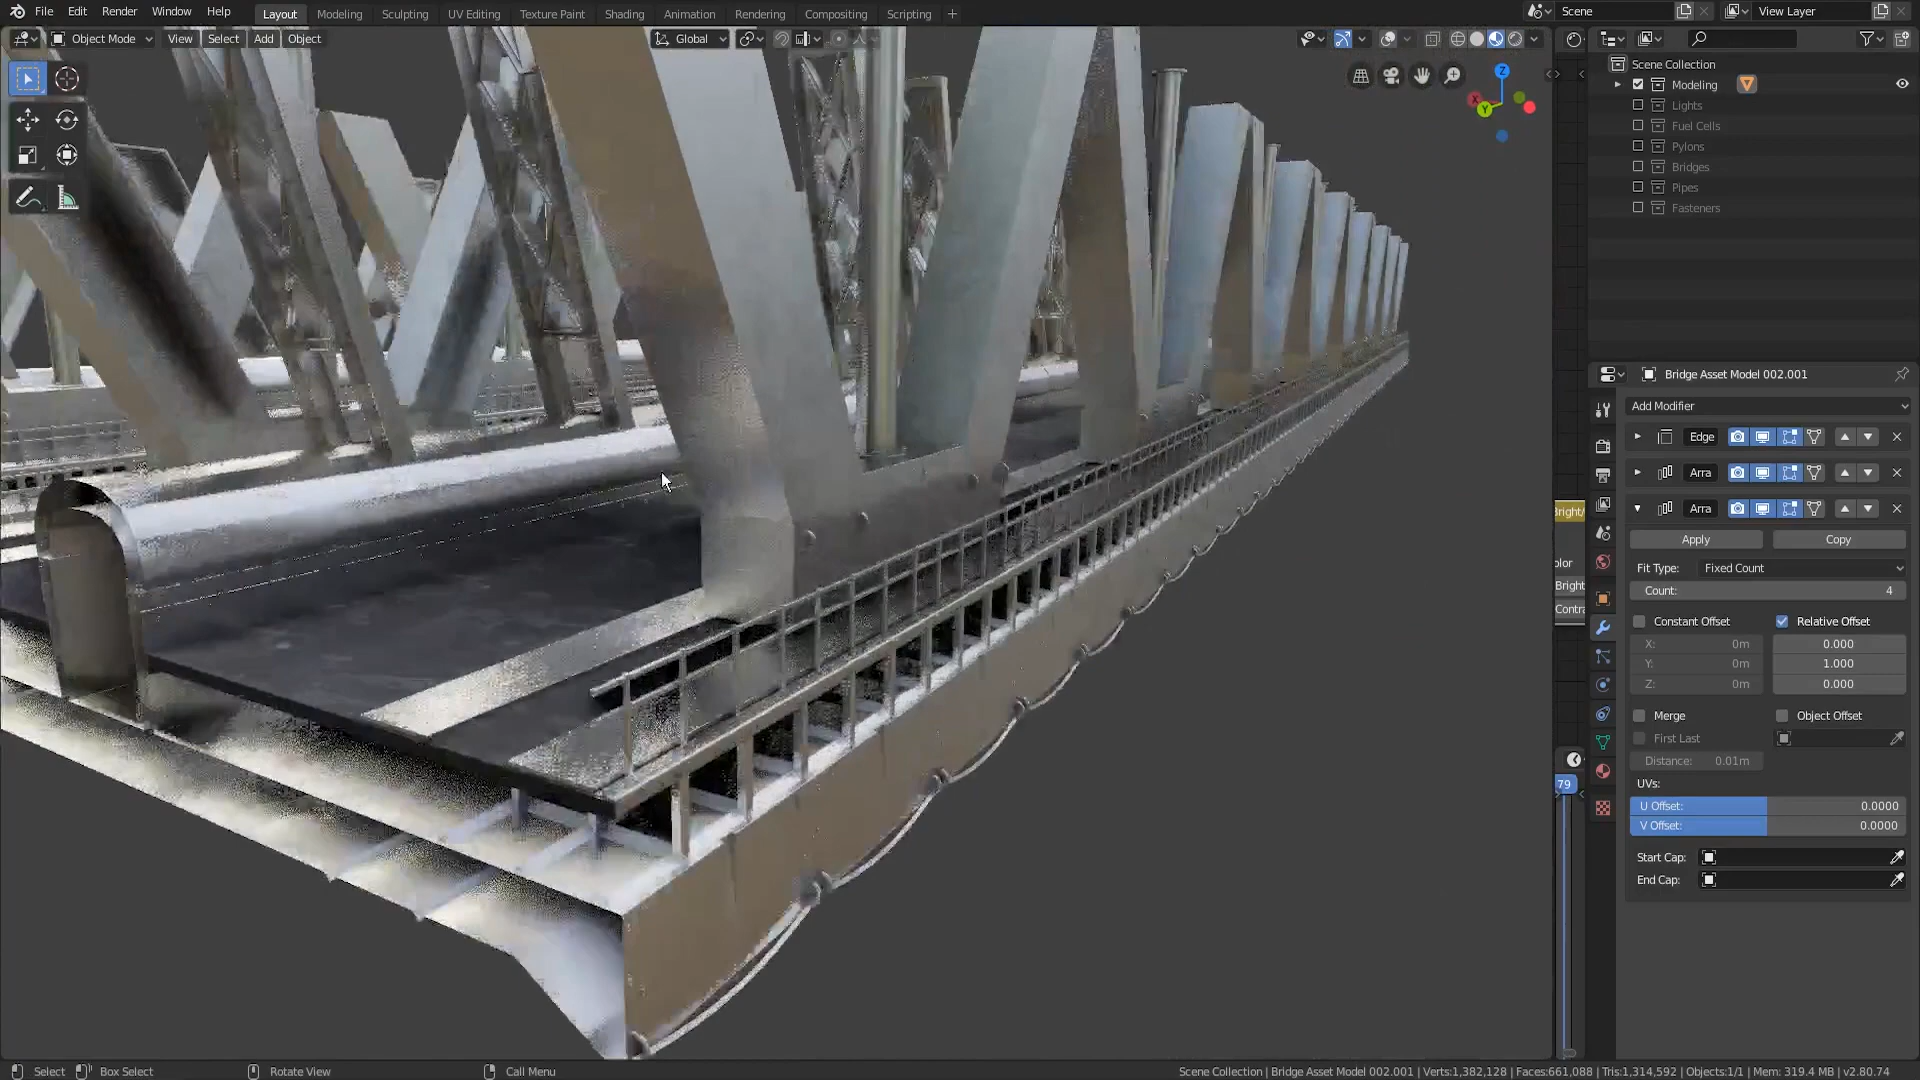 File Edit Render Window Help Layout Modeling Sculpting UV Editing Texture Paint Shading Animation Rendering Compositing Scripting + Scene View Layer
Object Mode View Select Add Object Global
Scene Collection
Modeling
Lights
Fuel Cells
Pylons
Bridges
Pipes
Fasteners
X
Y
Z
Bridge Asset Model 002.001
Add Modifier
Edge
Arra
Arra
Bright/
Apply Copy
olor
Fit Type: Fixed Count
Bright
Count: 4
Contra
Constant Offset Relative Offset
X: 0m 0.000
Y: 0m 1.000
Z: 0m 0.000
Merge Object Offset
First Last
Distance: 0.01m
UVs:
79
U Offset: 0.0000
V Offset: 0.0000
Start Cap:
End Cap:
Select Box Select Rotate View Call Menu Scene Collection | Bridge Asset Model 002.001 | Verts:1,382,128 | Faces:661,088 | Tris:1,314,592 | Objects:1/1 | Mem: 319.4 MB | v2.80.74